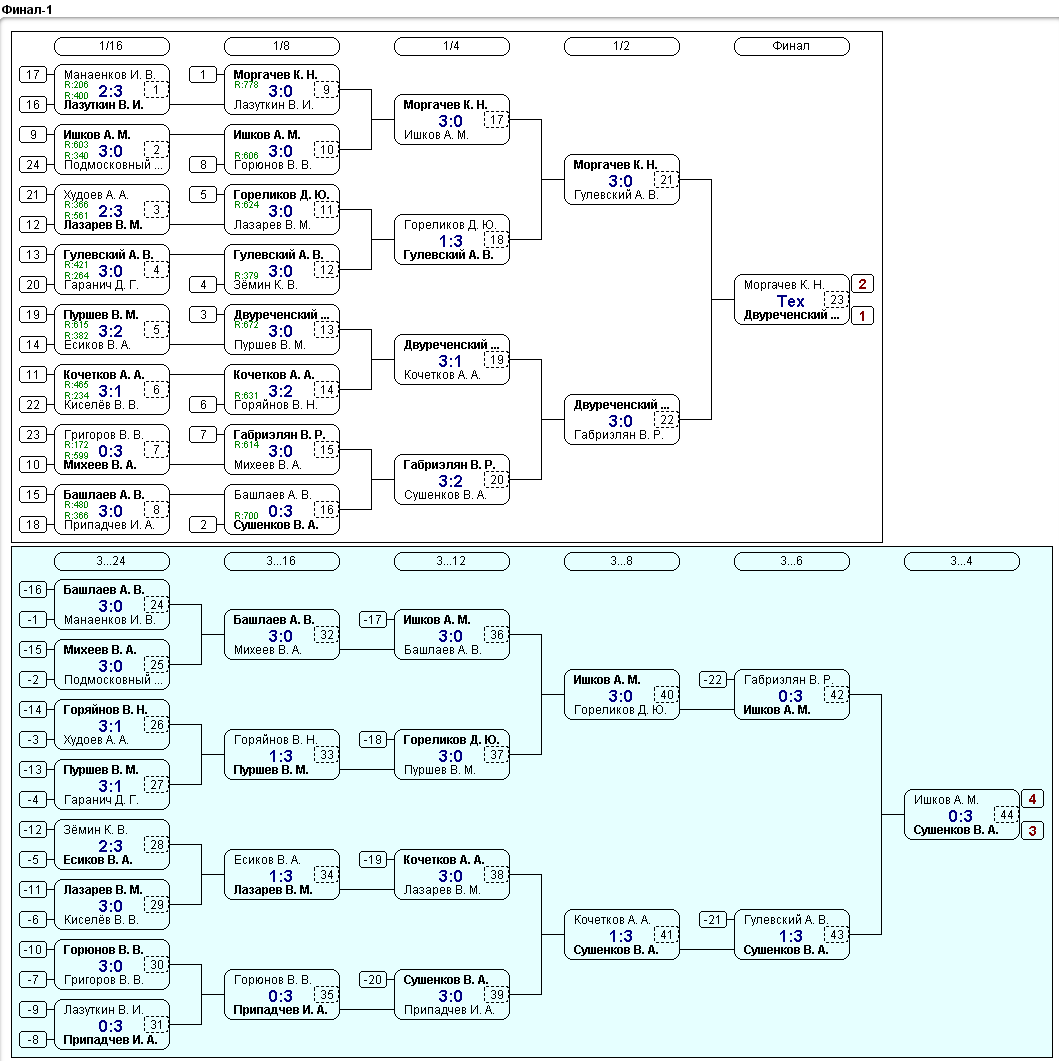 Финал-1
1/16
1/8
1/4
1/2
Финал
17
Манаенков И. В.
R:206
R:400
2:3
1
16
Лазуткин В. И.
9
Ишков А. М.
R:603
R:340
3:0
2
24
Подмосковный ...
21
Худоев А. А.
R:366
R:561
2:3
3
12
Лазарев В. М.
13
Гулевский А. В.
R:421
R:264
3:0
4
20
Гаранич Д. Г.
19
Пуршев В. М.
R:615
R:382
3:2
5
14
Есиков В. А.
11
Кочетков А. А.
R:465
R:234
3:1
6
22
Киселёв В. В.
23
Григоров В. В.
R:172
R:599
0:3
7
10
Михеев В. А.
15
Башлаев А. В.
R:480
R:366
3:0
8
18
Припадчев И. А.
1
Моргачев К. Н.
R:778
3:0
9
Лазуткин В. И.
Ишков А. М.
R:606
3:0
10
8
Горюнов В. В.
5
Гореликов Д. Ю.
R:624
3:0
11
Лазарев В. М.
Гулевский А. В.
R:379
3:0
12
4
Зёмин К. В.
3
Двуреченский ...
R:672
3:0
13
Пуршев В. М.
Кочетков А. А.
R:631
3:2
14
6
Горяйнов В. Н.
7
Габриэлян В. Р.
R:614
3:0
15
Михеев В. А.
Башлаев А. В.
R:700
0:3
16
2
Сушенков В. А.
Моргачев К. Н.
3:0
17
Ишков А. М.
Гореликов Д. Ю.
1:3
18
Гулевский А. В.
Двуреченский ...
3:1
19
Кочетков А. А.
Габриэлян В. Р.
3:2
20
Сушенков В. А.
Моргачев К. Н.
3:0
21
Гулевский А. В.
Двуреченский ...
3:0
22
Габриэлян В. Р.
Моргачев К. Н.
2
Тех
23
Двуреченский ...
1
3...24
3...16
3...12
3...8
3...6
3...4
-16
Башлаев А. В.
3:0
24
-1
Манаенков И. В.
-15
Михеев В. А.
3:0
25
-2
Подмосковный ...
-14
Горяйнов В. Н.
3:1
26
-3
Худоев А. А.
-13
Пуршев В. М.
3:1
27
-4
Гаранич Д. Г.
-12
Зёмин К. В.
2:3
28
-5
Есиков В. А.
-11
Лазарев В. М.
3:0
29
-6
Киселёв В. В.
-10
Горюнов В. В.
3:0
30
-7
Григоров В. В.
-9
Лазуткин В. И.
0:3
31
-8
Припадчев И. А.
Башлаев А. В.
3:0
32
Михеев В. А.
Горяйнов В. Н.
1:3
33
Пуршев В. М.
Есиков В. А.
1:3
34
Лазарев В. М.
Горюнов В. В.
0:3
35
Припадчев И. А.
-17
Ишков А. М.
3:0
36
Башлаев А. В.
-18
Гореликов Д. Ю.
3:0
37
Пуршев В. М.
-19
Кочетков А. А.
3:0
38
Лазарев В. М.
-20
Сушенков В. А.
3:0
39
Припадчев И. А.
Ишков А. М.
3:0
40
Гореликов Д. Ю.
Кочетков А. А.
1:3
41
Сушенков В. А.
-22
Габриэлян В. Р.
0:3
42
Ишков А. М.
-21
Гулевский А. В.
1:3
43
Сушенков В. А.
Ишков А. М.
4
0:3
44
Сушенков В. А.
3